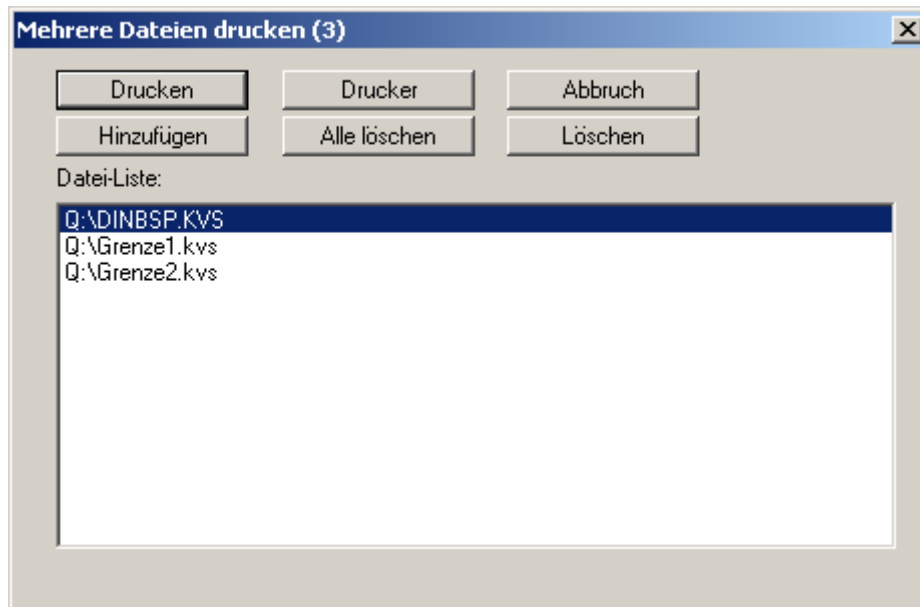 Mehrere Dateien drucken (3)
Drucken Drucker Abbruch
Hinzufügen Alle löschen Löschen
Datei-Liste:
Q:\DINBSP.KVS
Q:\Grenze1.kvs
Q:\Grenze2.kvs